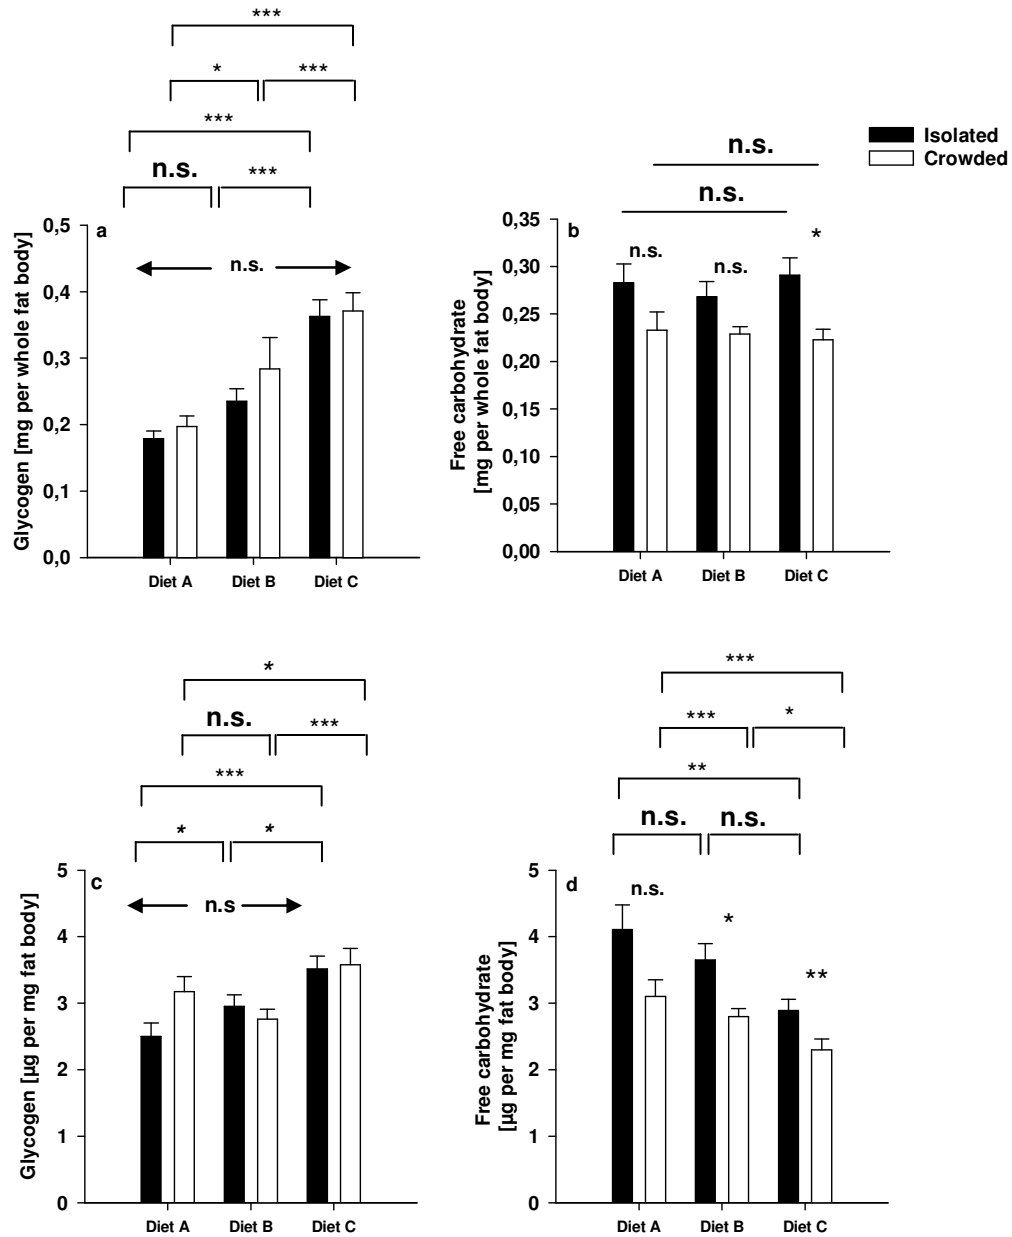 ***
* ***
***
n.s. ***
n.s.
n.s.
Isolated
Crowded
a
n.s.
0,5
0,4
0,3
0,2
0,1
0,0
Glycogen [mg per whole fat body]
Diet A Diet B Diet C
b
n.s. n.s. *
0,35
0,30
0,25
0,20
0,15
0,10
0,05
0,00
Free carbohydrate
[mg per whole fat body]
Diet A Diet B Diet C
*
n.s. ***
***
* *
c
n.s
5
4
3
2
1
0
Glycogen [µg per mg fat body]
Diet A Diet B Diet C
***
*** *
**
n.s. n.s.
d
n.s. * **
5
4
3
2
1
0
Free carbohydrate
[µg per mg fat body]
Diet A Diet B Diet C